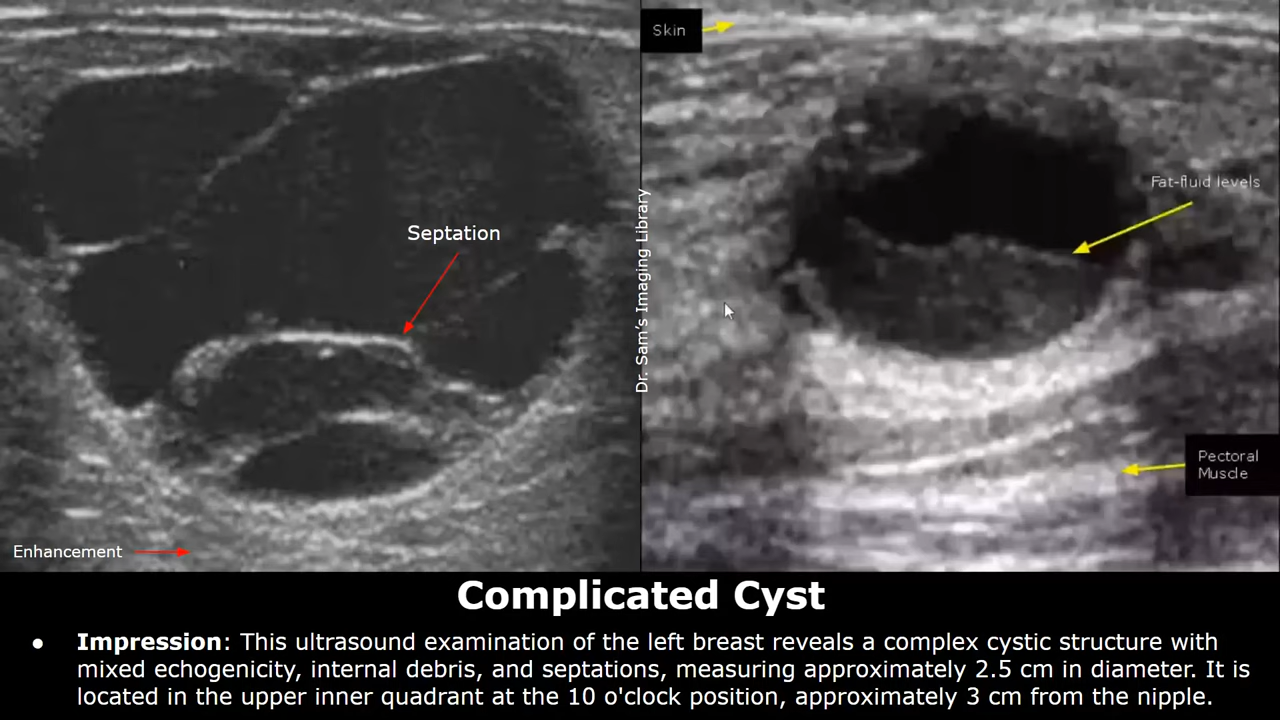 Skin
Fat-fluid levels
Septation
Dr. Sam's Imaging Library
Pectoral
Muscle
Enhancement
Complicated Cyst
● Impression: This ultrasound examination of the left breast reveals a complex cystic structure with
mixed echogenicity, internal debris, and septations, measuring approximately 2.5 cm in diameter. It is
located in the upper inner quadrant at the 10 o'clock position, approximately 3 cm from the nipple.